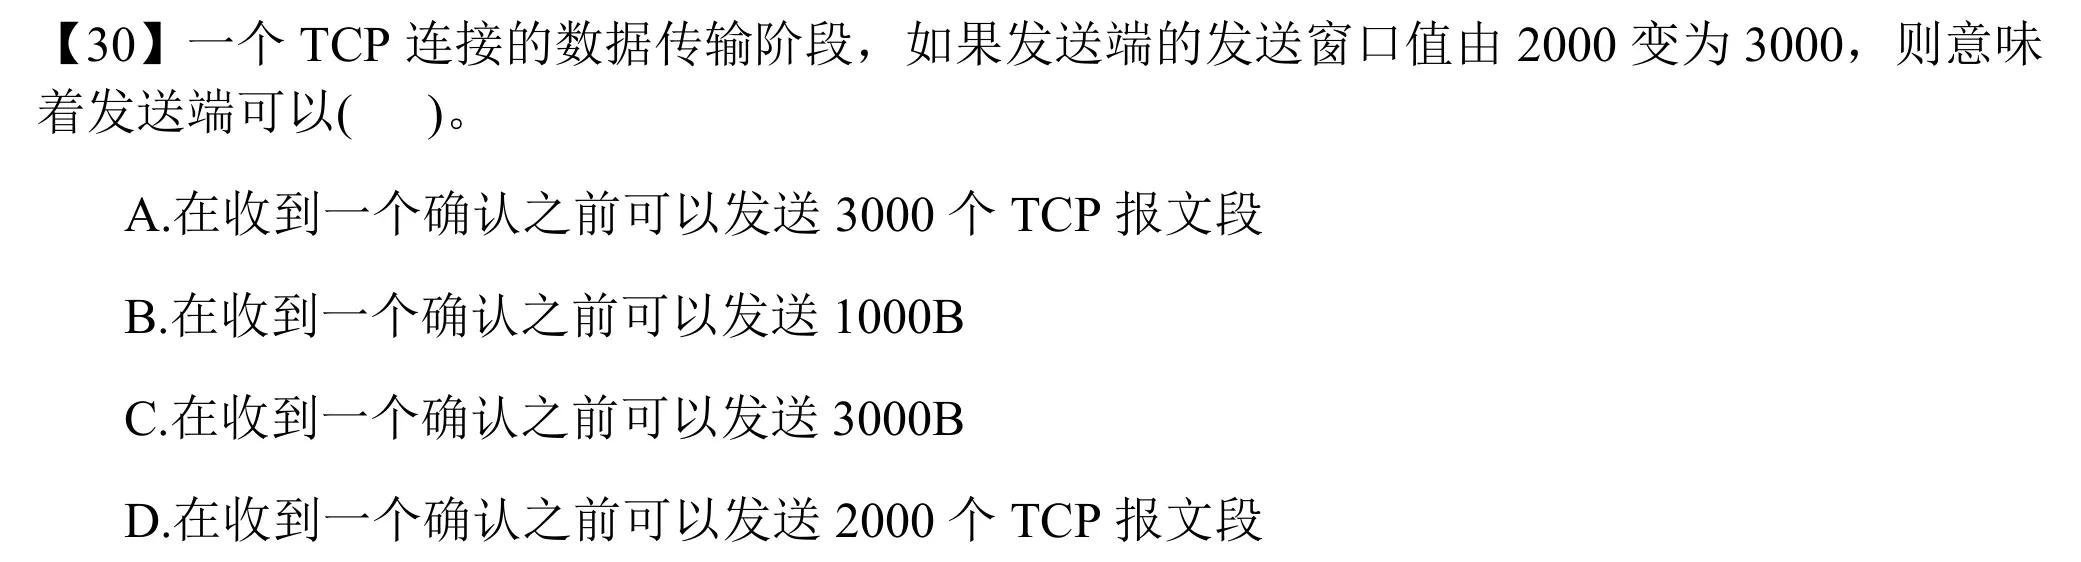 【30】一个 TCP 连接的数据传输阶段，如果发送端的发送窗口值由 2000 变为 3000，则意味
着发送端可以(    )。
A.在收到一个确认之前可以发送 3000 个 TCP 报文段
B.在收到一个确认之前可以发送 1000B
C.在收到一个确认之前可以发送 3000B
D.在收到一个确认之前可以发送 2000 个 TCP 报文段